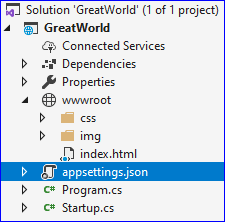 Solution 'GreatWorld' (1 of 1 project)
GreatWorld
Connected Services
Dependencies
Properties
wwwroot
css
img
index.html
appsettings.json
C# Program.cs
C# Startup.cs